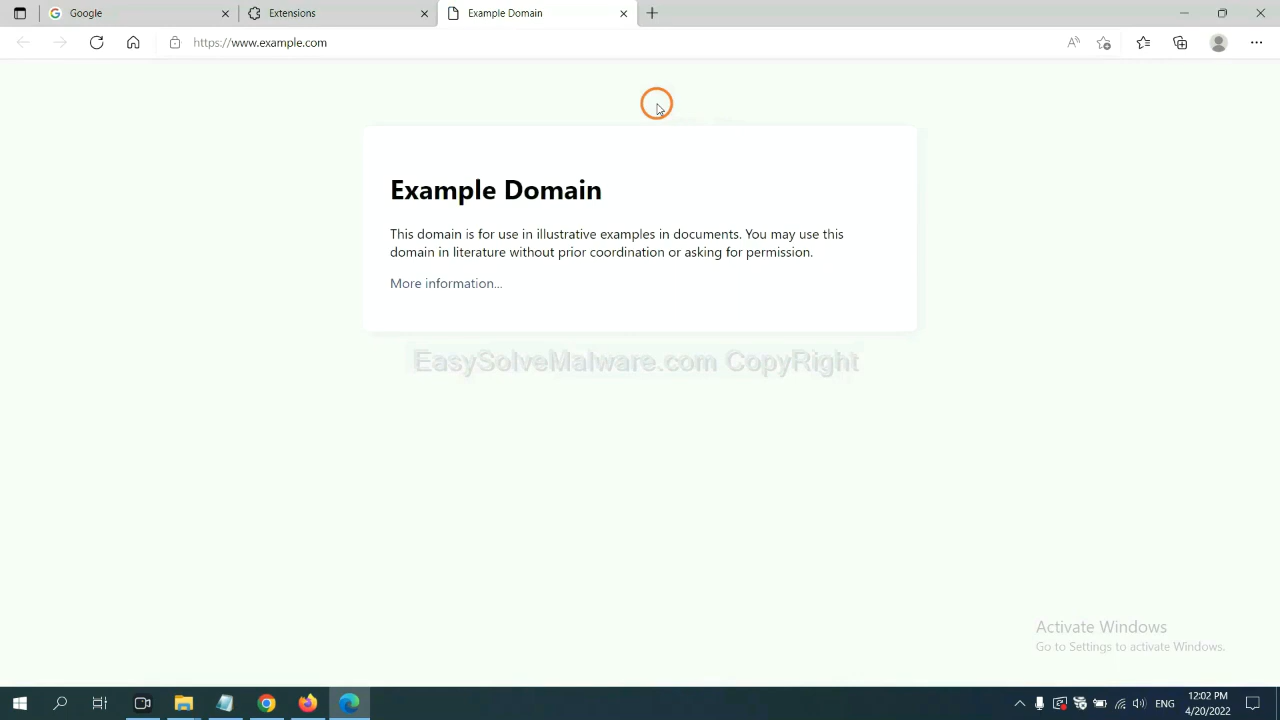 Google
Extensions
Example Domain
https://www.example.com
Example Domain
This domain is for use in illustrative examples in documents. You may use this
domain in literature without prior coordination or asking for permission.
More information...
EasySolveMalware.com CopyRight
Activate Windows
Go to Settings to activate Windows.
ENG
12:02 PM
4/20/2022